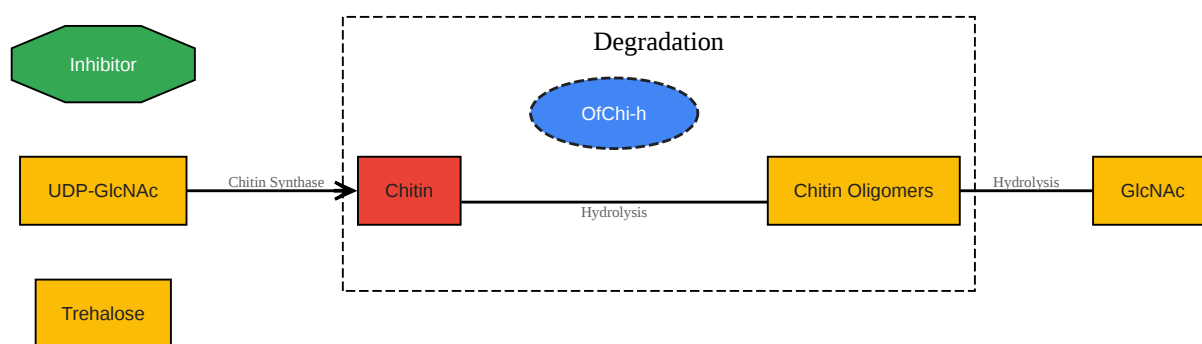 Degradation
Inhibitor
OfChi-h
UDP-GlcNAc
Chitin Synthase
Chitin
Hydrolysis
Chitin Oligomers
Hydrolysis
GlcNAc
Trehalose